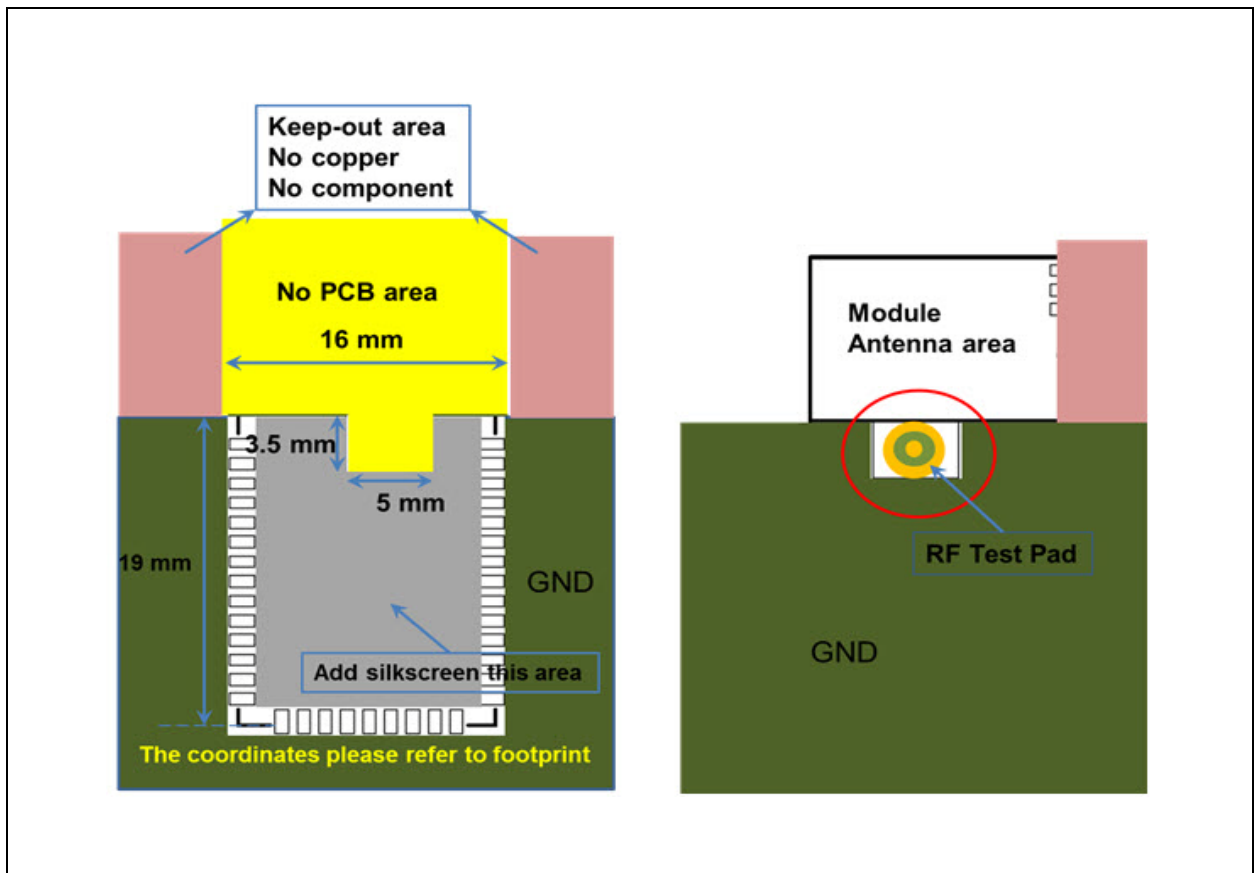 Keep-out area
No copper
No component
No PCB area
16 mm
3.5 mm
5 mm
19 mm
GND
Add silkscreen this area
The coordinates please refer to footprint
Module
Antenna area
RF Test Pad
GND